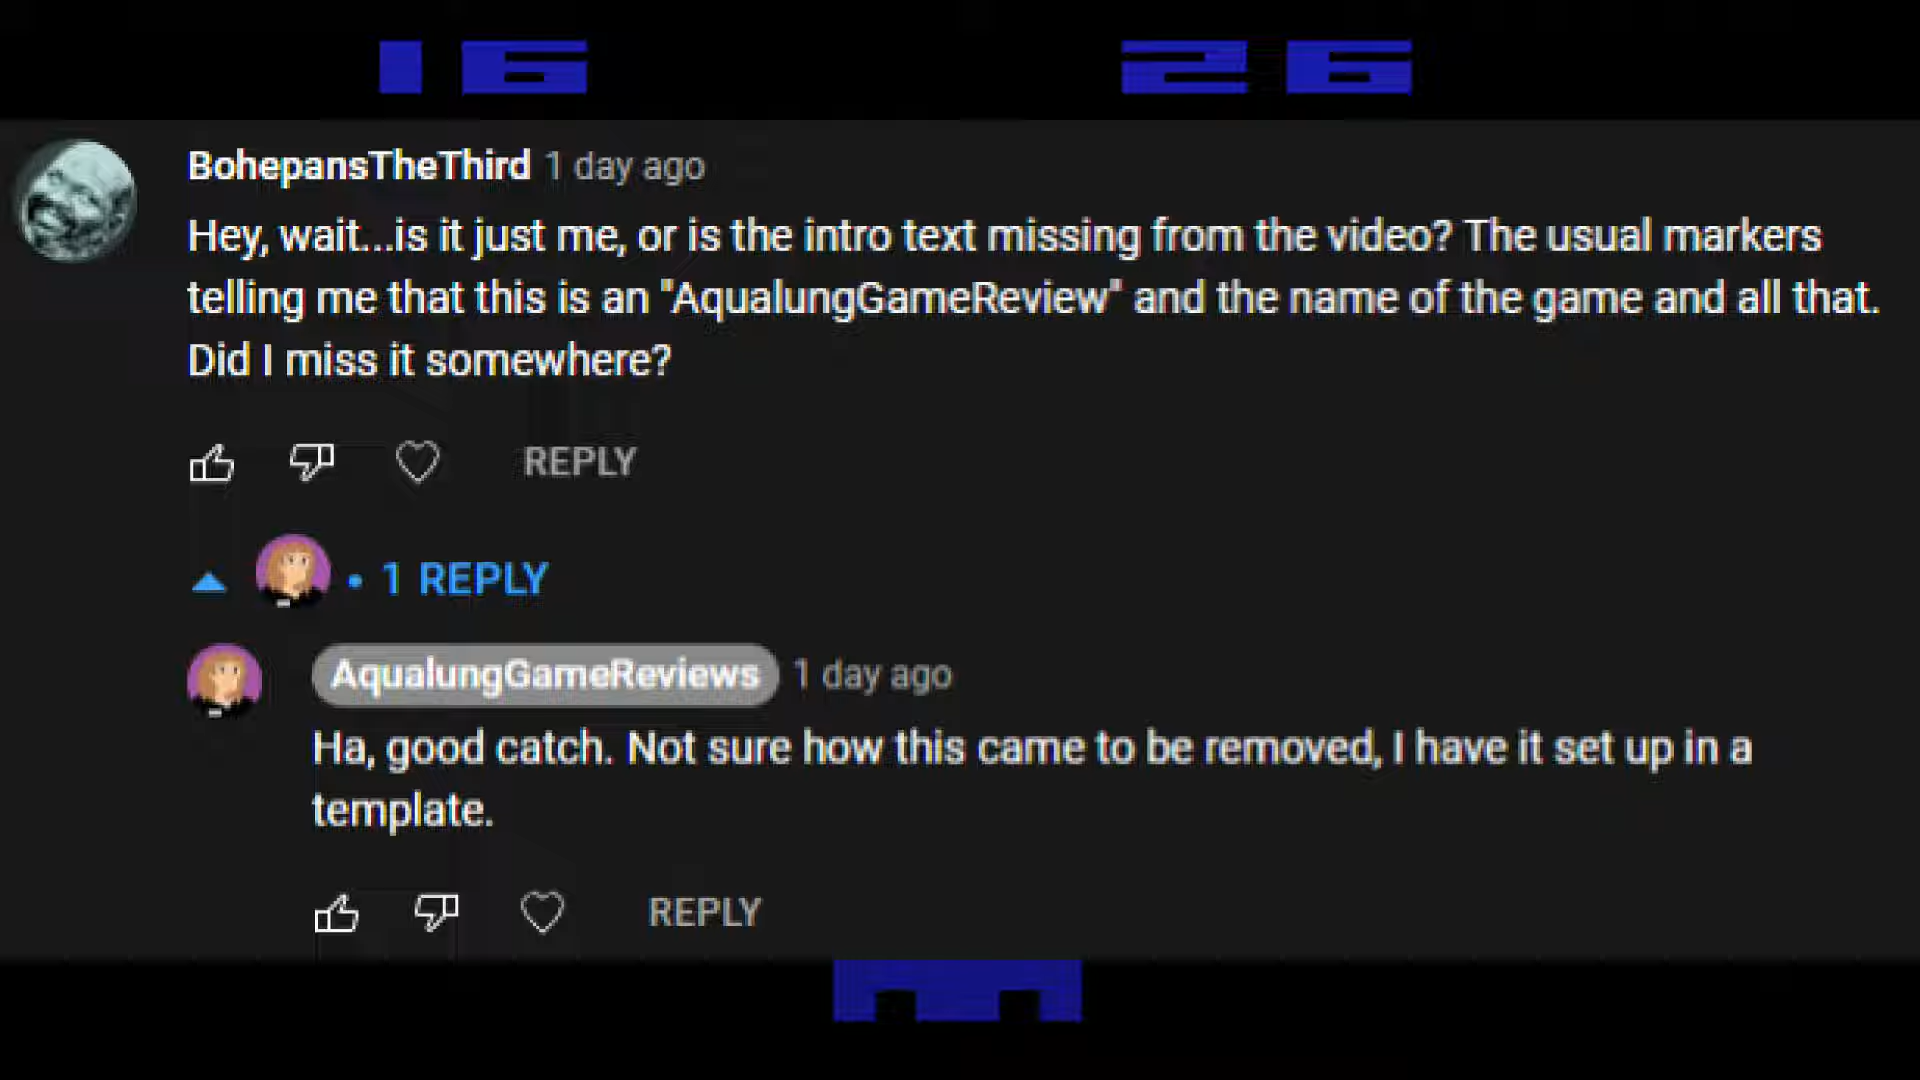 16 26
BohepansTheThird 1 day ago
Hey, wait...is it just me, or is the intro text missing from the video? The usual markers
telling me that this is an "AqualungGameReview" and the name of the game and all that.
Did I miss it somewhere?
REPLY
• 1 REPLY
AqualungGameReviews 1 day ago
Ha, good catch. Not sure how this came to be removed, I have it set up in a
template.
REPLY